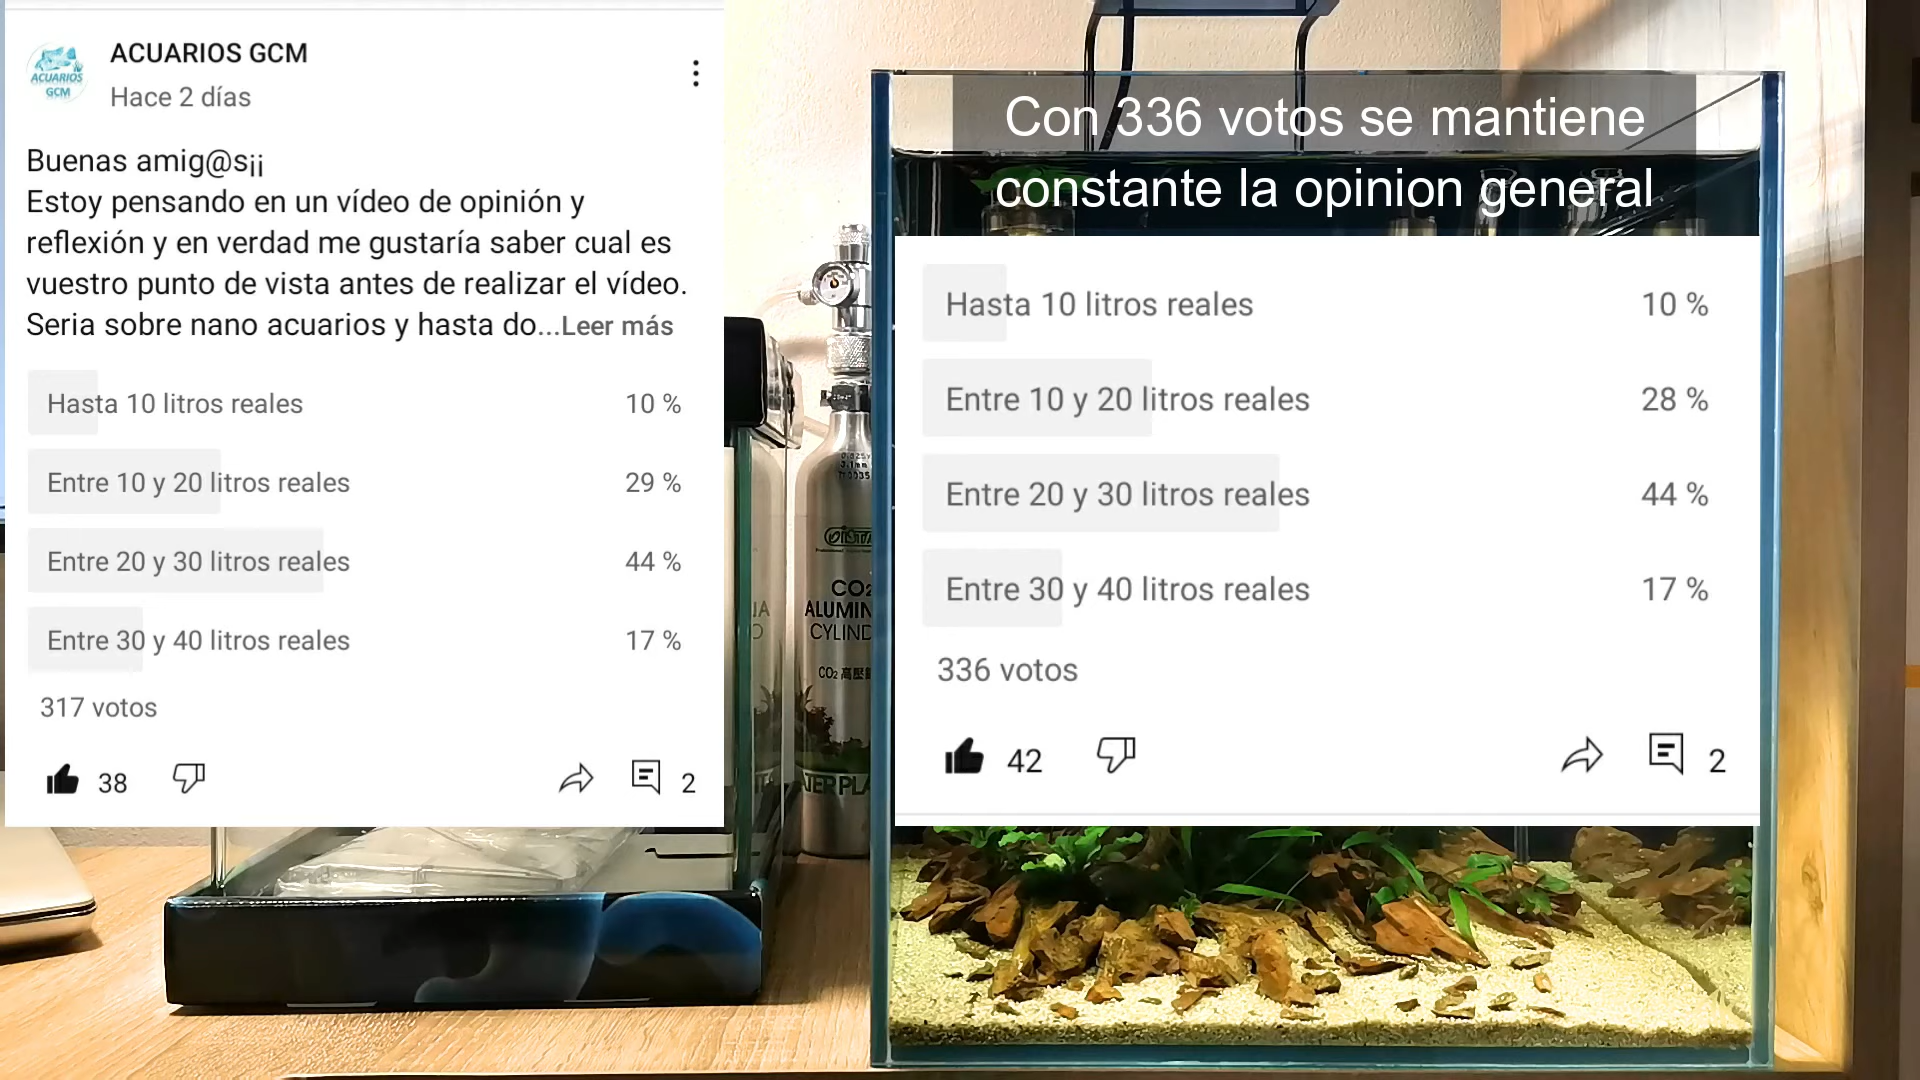 ACUARIOS GCM
Hace 2 días
ACUARIOS
GCM
Buenas amig@s¡¡
Estoy pensando en un vídeo de opinión y
reflexión y en verdad me gustaría saber cual es
vuestro punto de vista antes de realizar el vídeo.
Seria sobre nano acuarios y hasta do...Leer más
Hasta 10 litros reales 10 %
Entre 10 y 20 litros reales 29 %
Entre 20 y 30 litros reales 44 %
Entre 30 y 40 litros reales 17 %
317 votos
38 2
CO2
ALUMIN
CYLIND
CO2 高壓
Con 336 votos se mantiene
constante la opinion general
Hasta 10 litros reales 10 %
Entre 10 y 20 litros reales 28 %
Entre 20 y 30 litros reales 44 %
Entre 30 y 40 litros reales 17 %
336 votos
42 2